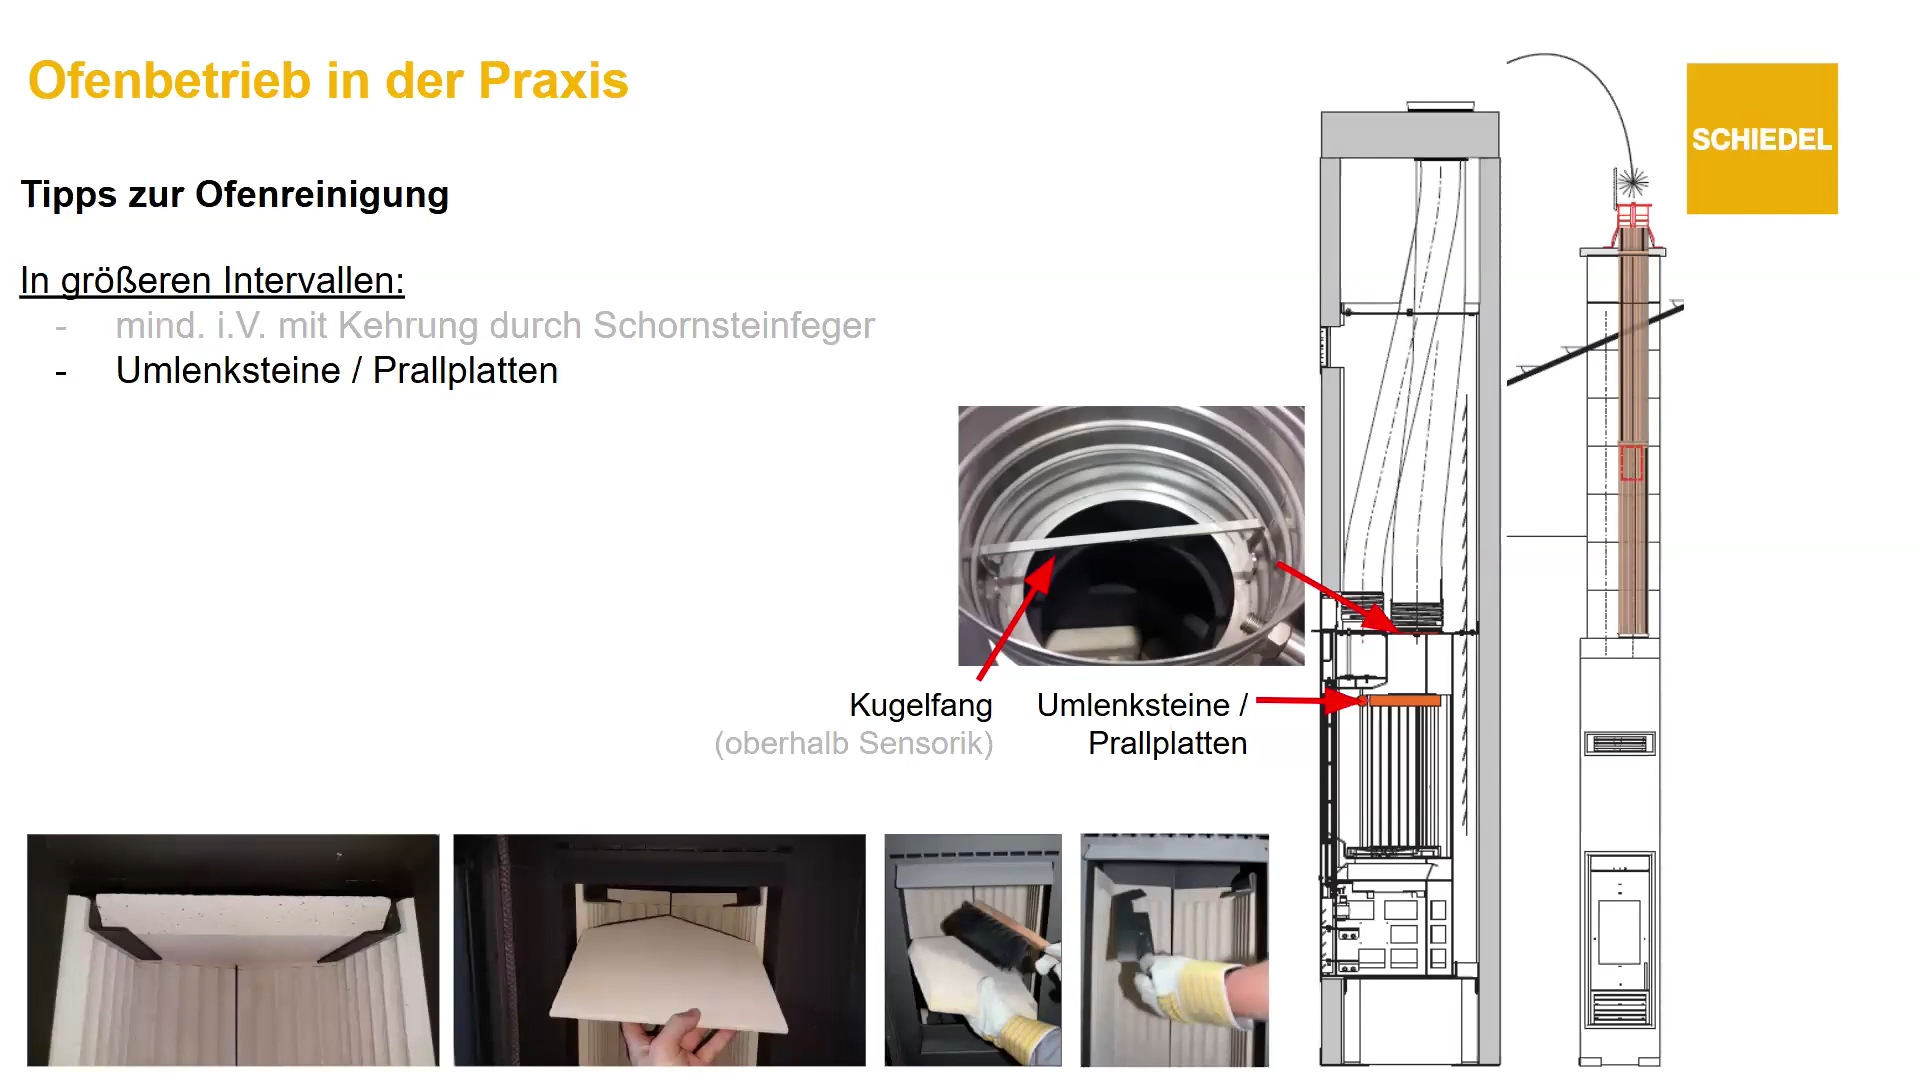 Ofenbetrieb in der Praxis
SCHIEDEL
Tipps zur Ofenreinigung
In größeren Intervallen:
- mind. i.V. mit Kehrung durch Schornsteinfeger
- Umlenksteine / Prallplatten
Kugelfang
(oberhalb Sensorik)
Umlenksteine /
Prallplatten